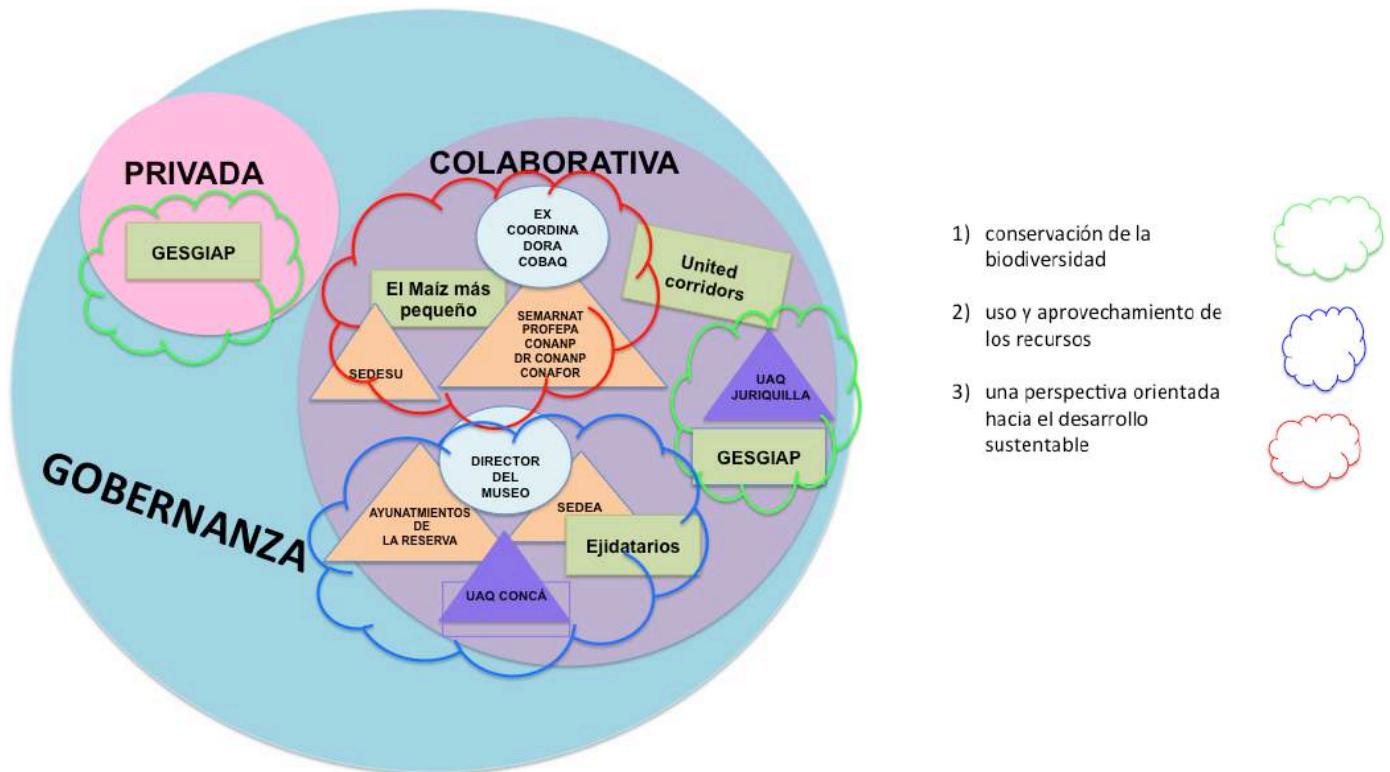 PRIVADA
GESGIAP
COLABORATIVA
EX
COORDINA
DORA
COBAQ
El Maíz más
pequeño
United
corridors
SEMARNAT
PROFEPA
CONANP
DR CONANP
CONAFOR
SEDESU
UAQ
JURIQUILLA
GESGIAP
GOBERNANZA
DIRECTOR
DEL
MUSEO
AYUNATMIENTOS
DE
LA RESERVA
SEDEA
Ejidatarios
UAQ CONCÁ
1) conservación de la
biodiversidad
2) uso y aprovechamiento de
los recursos
3) una perspectiva orientada
hacia el desarrollo
sustentable